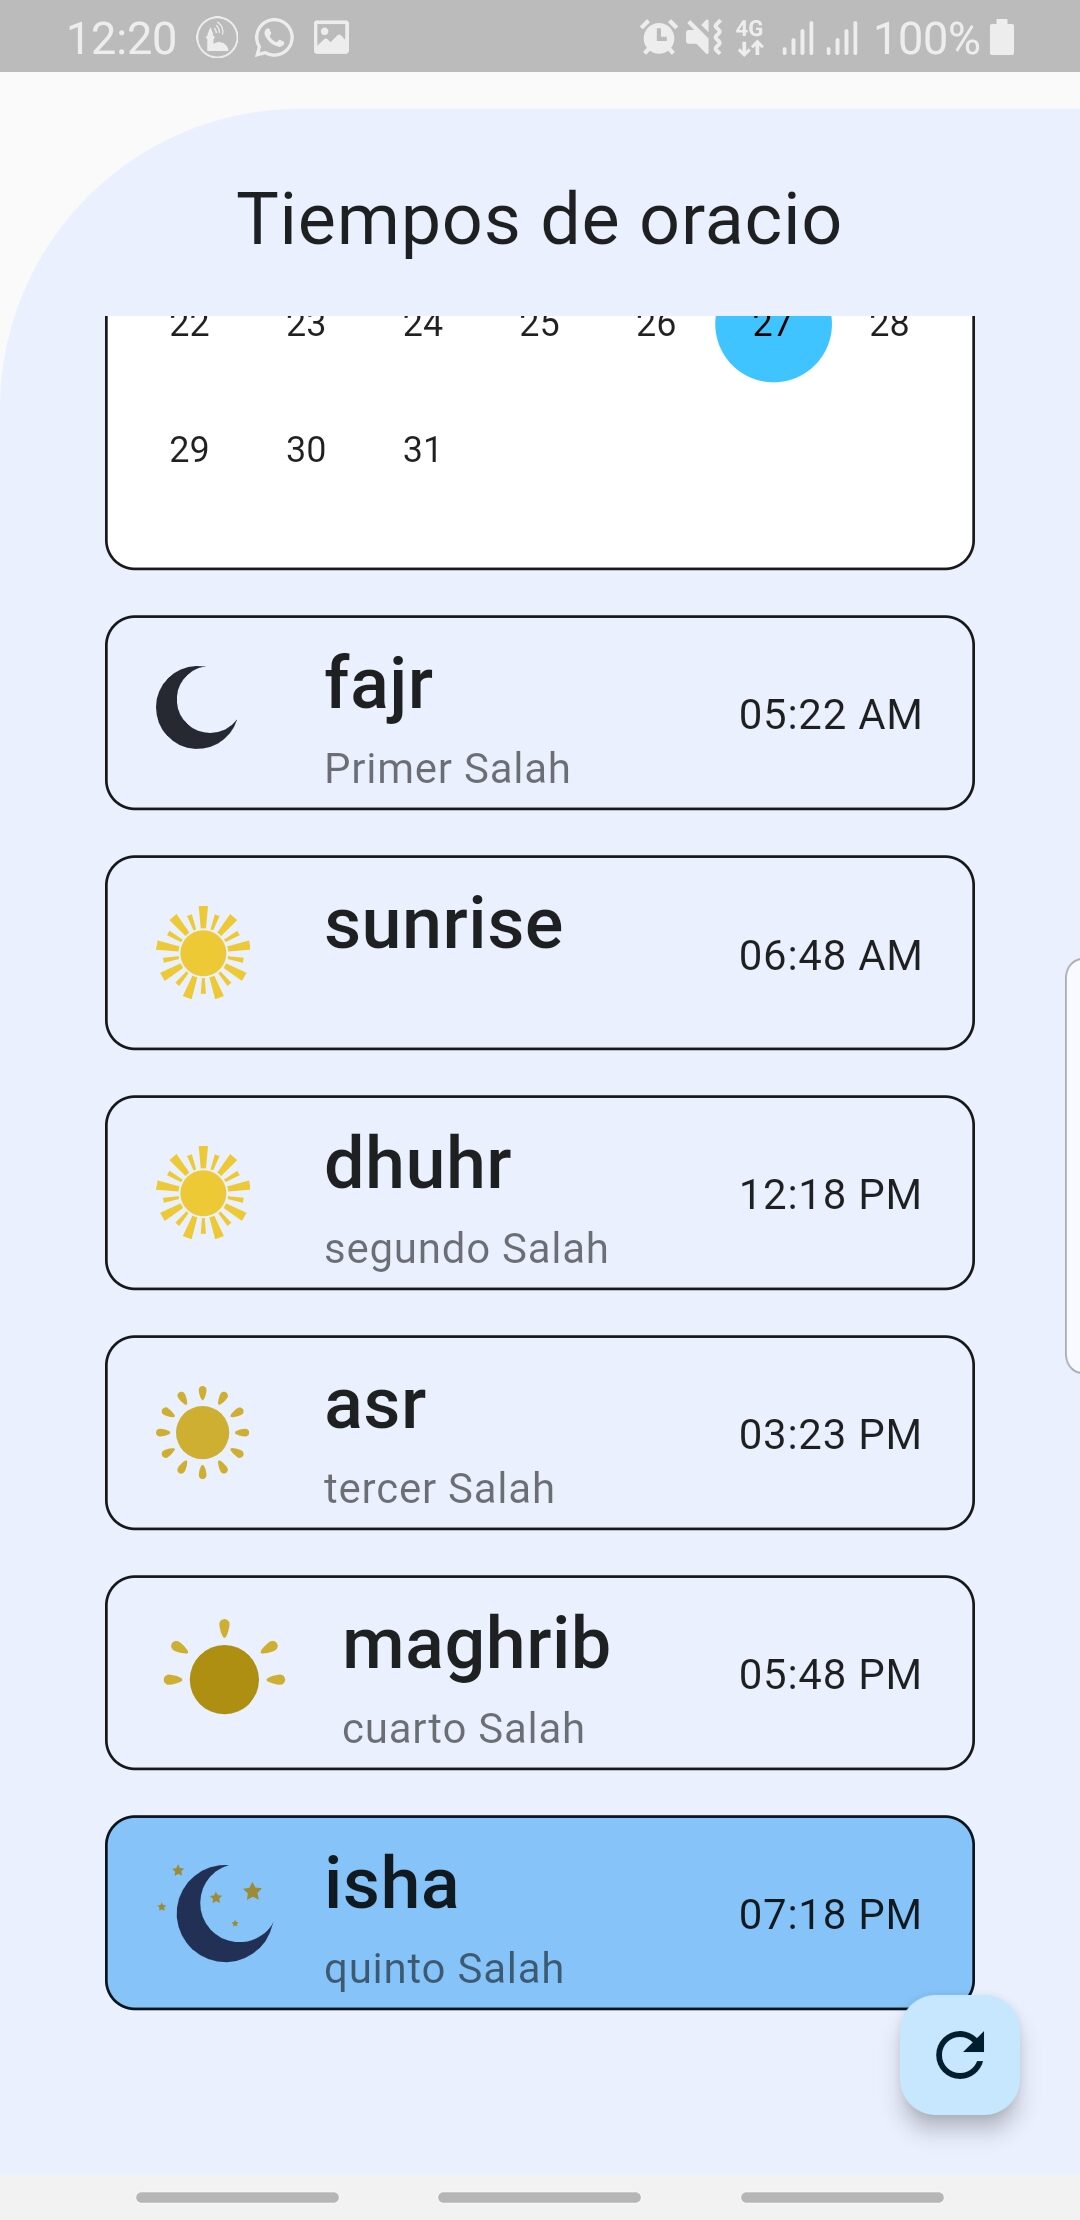 12:20 4G 100%
Tiempos de oracio
22 23 24 25 26 27 28
29 30 31
fajr
05:22 AM
Primer Salah
sunrise
06:48 AM
dhuhr
12:18 PM
segundo Salah
asr
03:23 PM
tercer Salah
maghrib
05:48 PM
cuarto Salah
isha
07:18 PM
quinto Salah